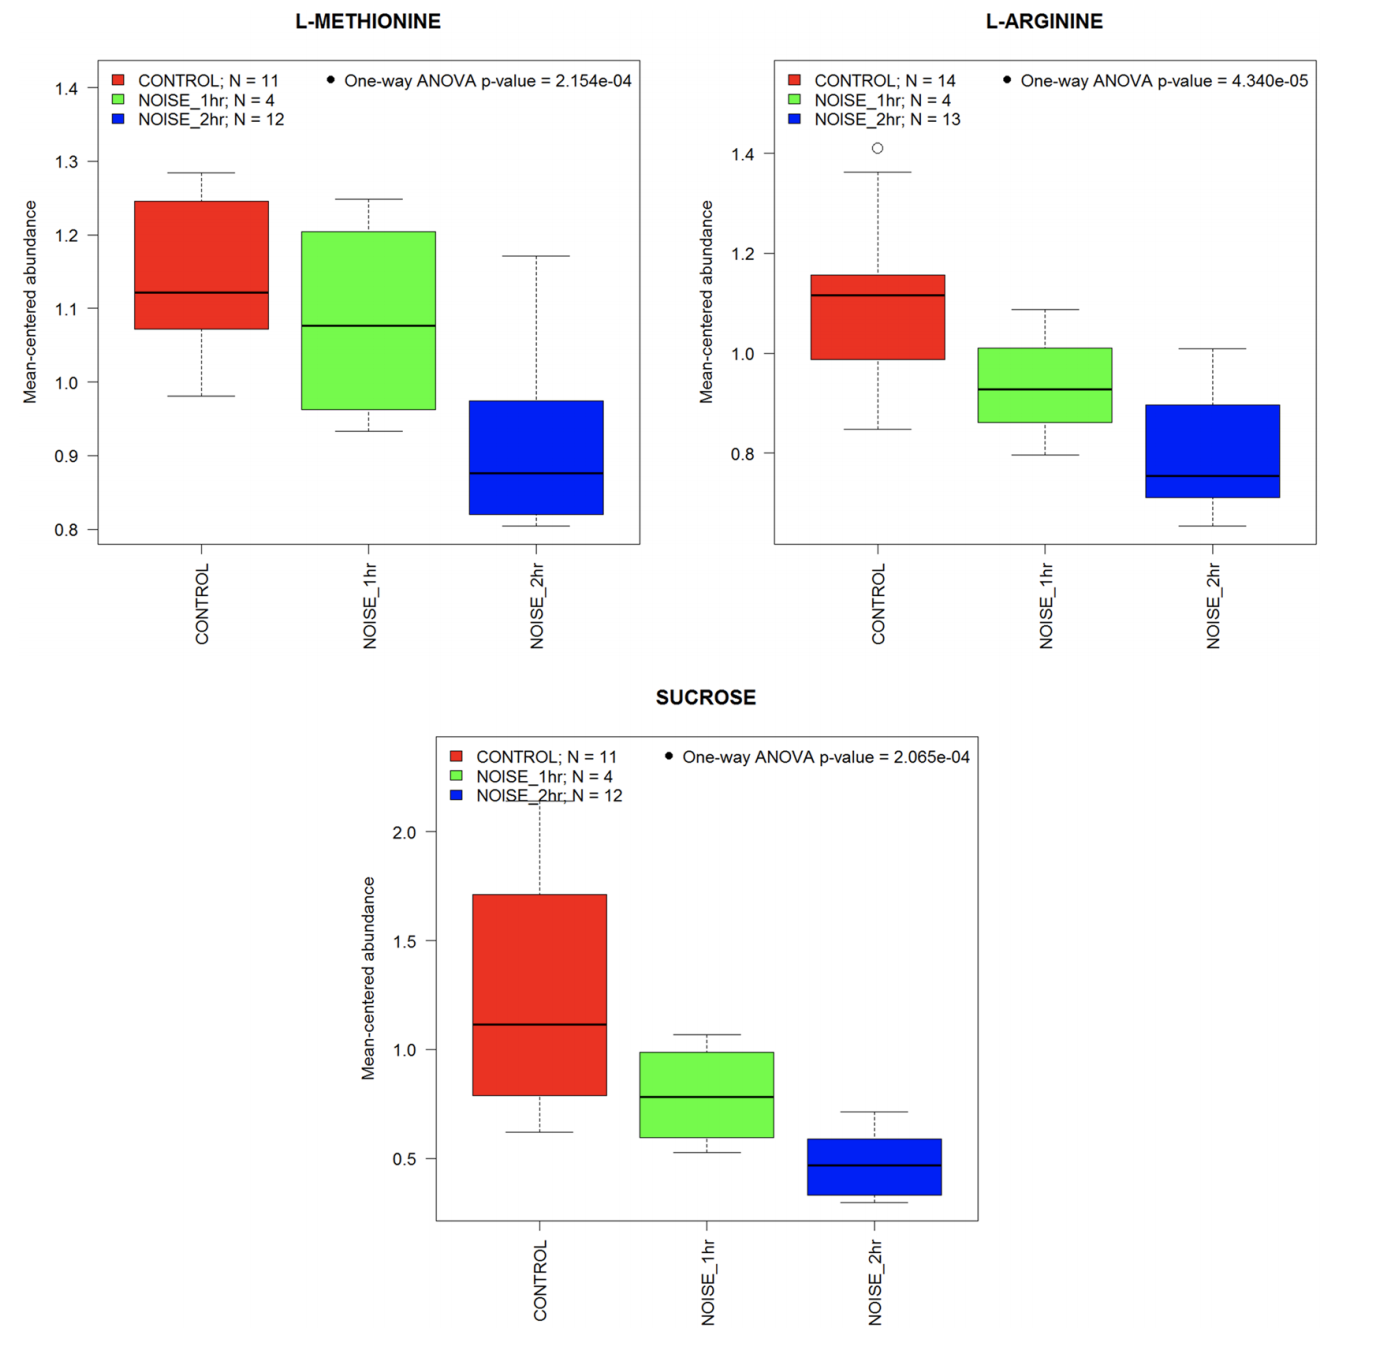 L-METHIONINE
CONTROL; N = 11
NOISE_1hr; N = 4
NOISE_2hr; N = 12
One-way ANOVA p-value = 2.154e-04
Mean-centered abundance
1.4
1.3
1.2
1.1
1.0
0.9
0.8
CONTROL
NOISE_1hr
NOISE_2hr
L-ARGININE
CONTROL; N = 14
NOISE_1hr; N = 4
NOISE_2hr; N = 13
One-way ANOVA p-value = 4.340e-05
Mean-centered abundance
1.4
1.2
1.0
0.8
CONTROL
NOISE_1hr
NOISE_2hr
SUCROSE
CONTROL; N = 11
NOISE_1hr; N = 4
NOISE_2hr; N = 12
One-way ANOVA p-value = 2.065e-04
Mean-centered abundance
2.0
1.5
1.0
0.5
CONTROL
NOISE_1hr
NOISE_2hr